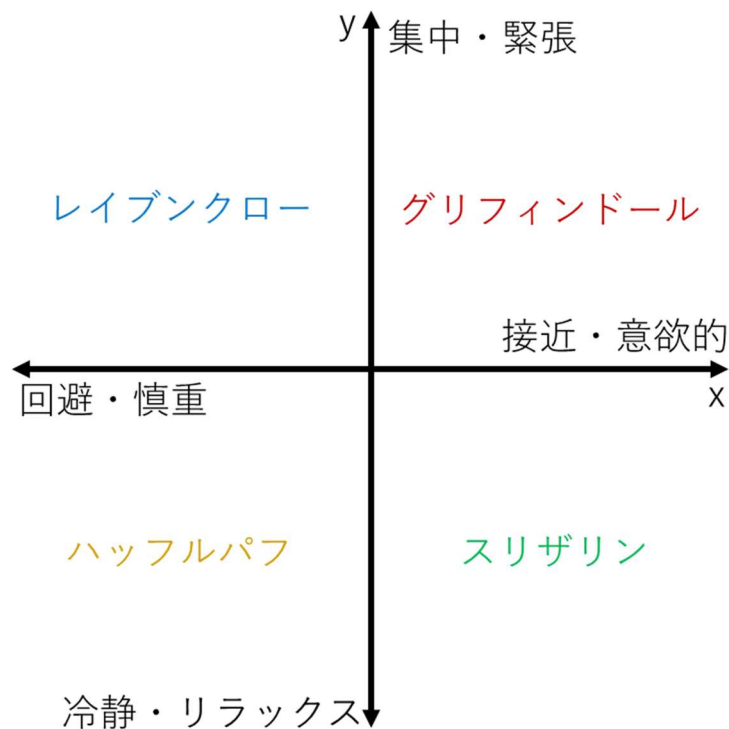 y
集中・緊張
レイブンクロー
グリフィンドール
接近・意欲的
回避・慎重
x
ハッフルパフ
スリザリン
冷静・リラックス